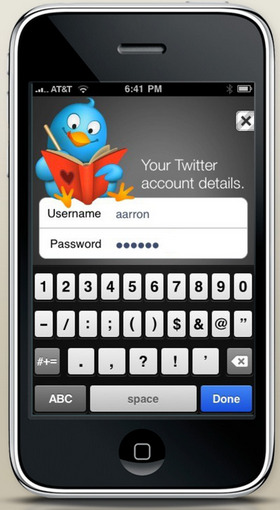 AT&T 6:41 PM
Your Twitter
account details.
Username aarron
Password ••••••
1 2 3 4 5 6 7 8 9 0
- / : ; ( ) $ & @ "
#+= . , ? ! '
ABC space Done